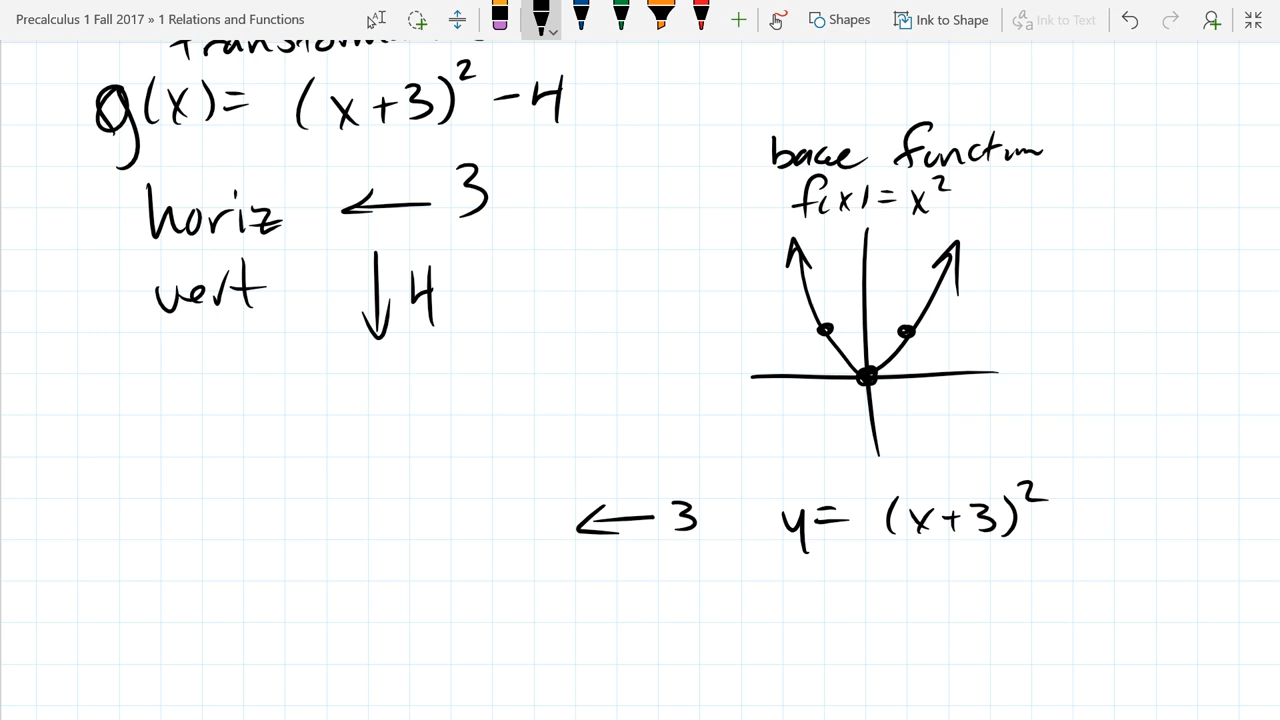 Precalculus 1 Fall 2017 » 1 Relations and Functions
Shapes
Ink to Shape
Ink to Text
g(x)= (x+3)² -4
horiz ← 3
vert ↓ 4
base function
f(x)= x²
← 3 y= (x+3)²